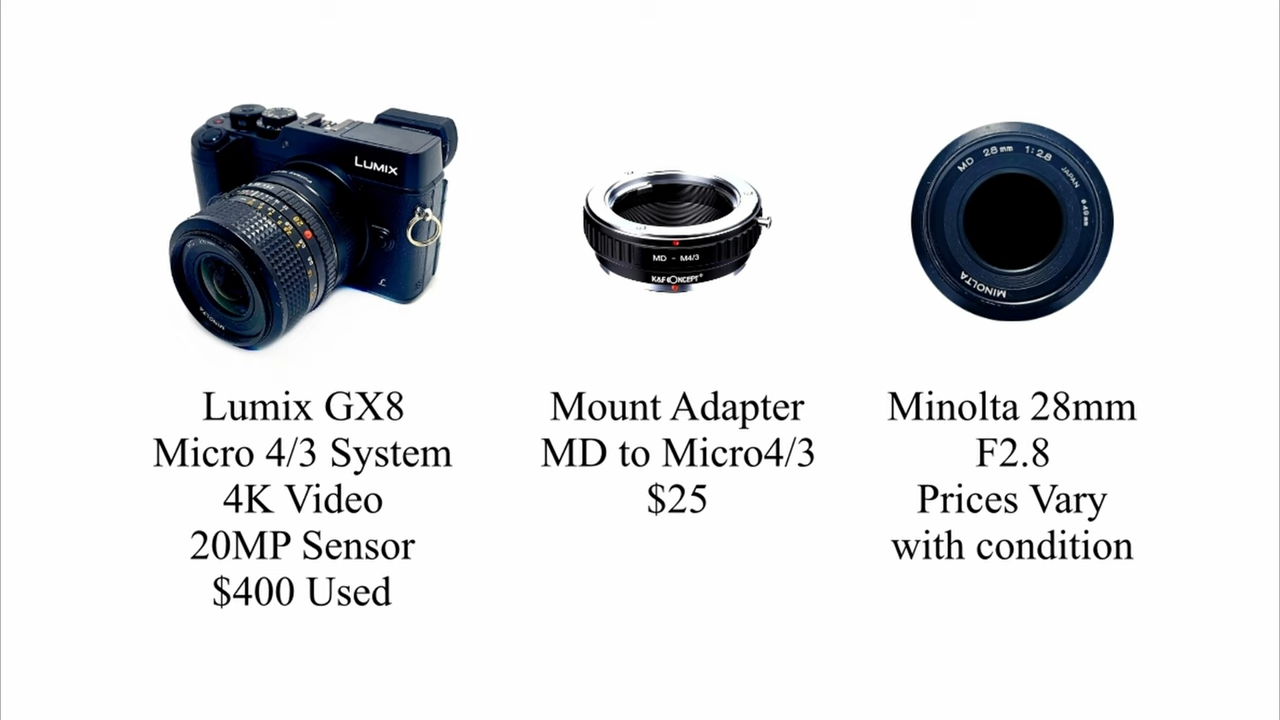 LUMIX
MINOLTA
Lumix GX8
Micro 4/3 System
4K Video
20MP Sensor
$400 Used
MD - M4/3
K&F CONCEPT®
Mount Adapter
MD to Micro4/3
$25
MD 28mm 1:2.8 JAPAN ø49mm
MINOLTA
Minolta 28mm
F2.8
Prices Vary
with condition